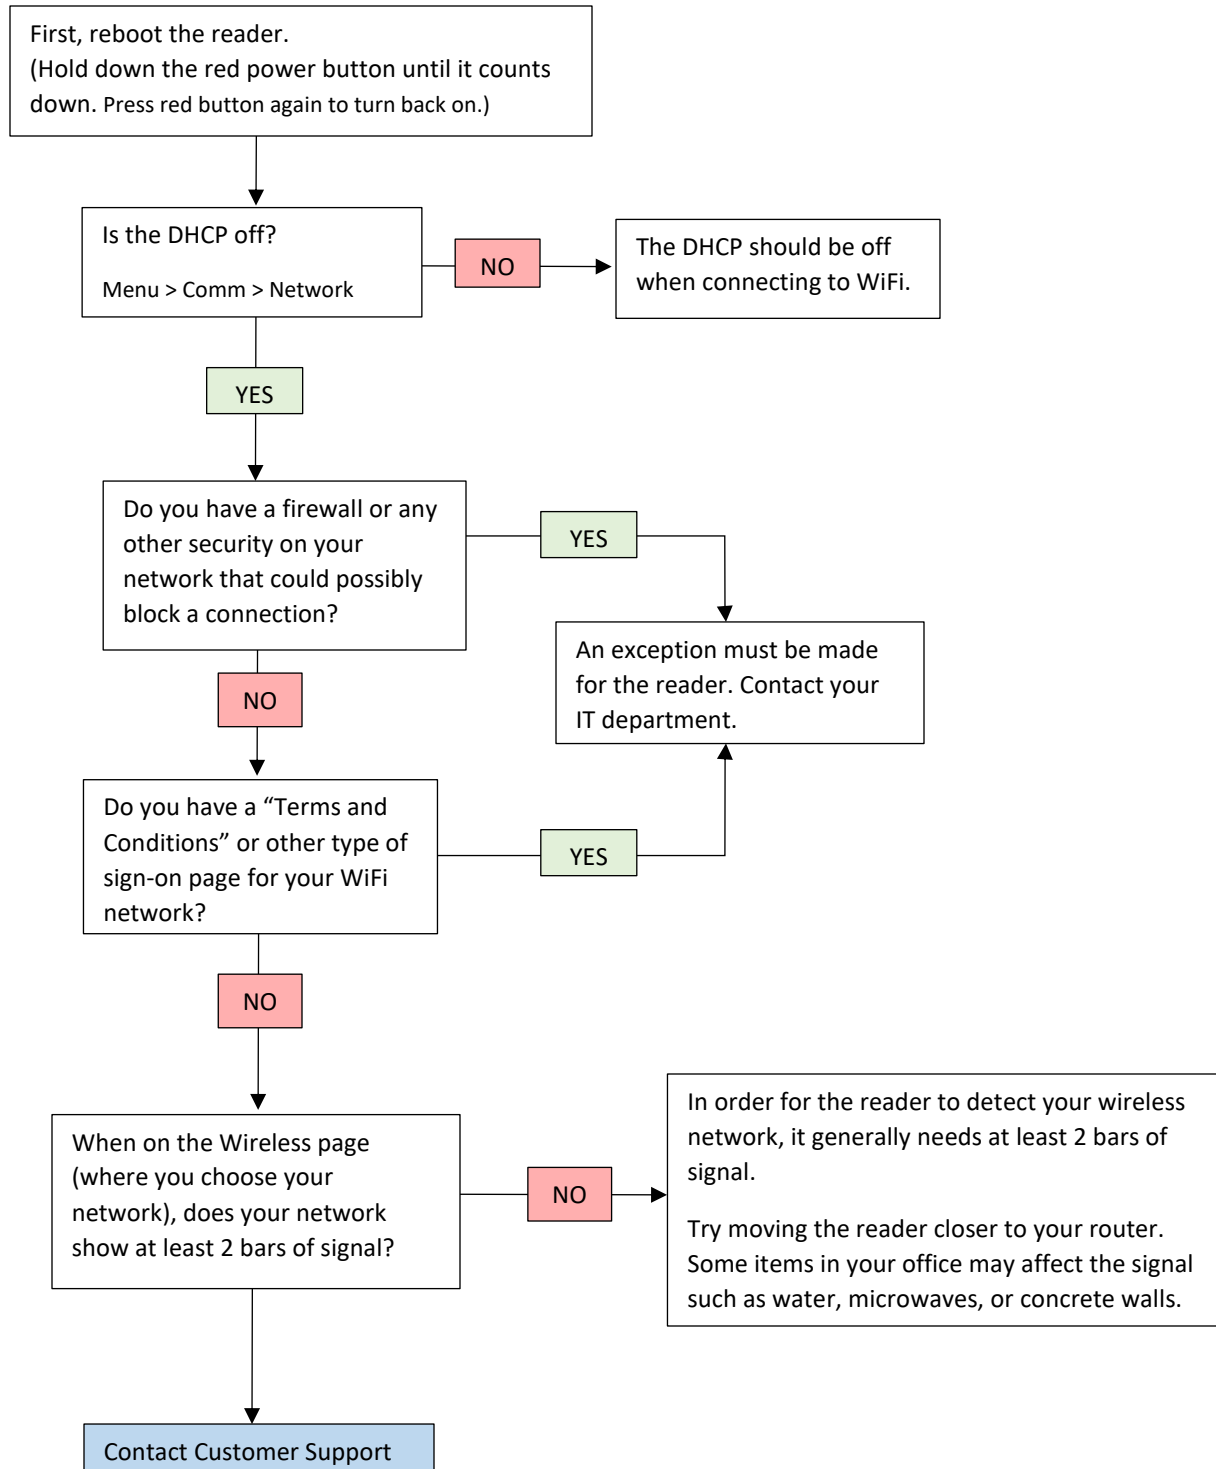 First, reboot the reader.
(Hold down the red power button until it counts
down. Press red button again to turn back on.)
Is the DHCP off?
Menu > Comm > Network
NO
The DHCP should be off
when connecting to WiFi.
YES
Do you have a firewall or any
other security on your
network that could possibly
block a connection?
YES
An exception must be made
for the reader. Contact your
IT department.
NO
Do you have a “Terms and
Conditions” or other type of
sign-on page for your WiFi
network?
YES
NO
When on the Wireless page
(where you choose your
network), does your network
show at least 2 bars of signal?
NO
In order for the reader to detect your wireless
network, it generally needs at least 2 bars of
signal.
Try moving the reader closer to your router.
Some items in your office may affect the signal
such as water, microwaves, or concrete walls.
Contact Customer Support